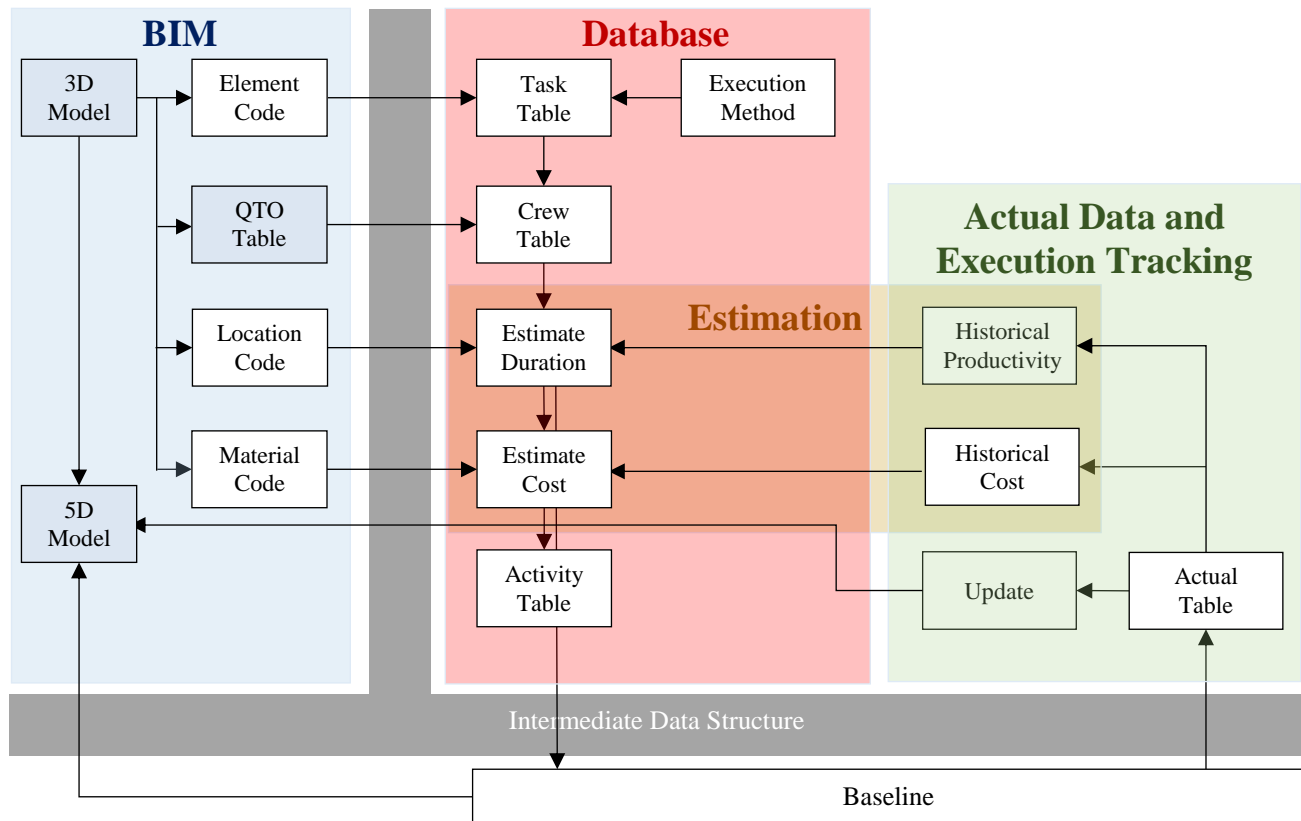 BIM
Database
3D
Model
Element
Code
Task
Table
Execution
Method
QTO
Table
Crew
Table
Actual Data and
Execution Tracking
Estimation
Location
Code
Estimate
Duration
Historical
Productivity
Material
Code
Estimate
Cost
Historical
Cost
5D
Model
Activity
Table
Update
Actual
Table
Intermediate Data Structure
Baseline